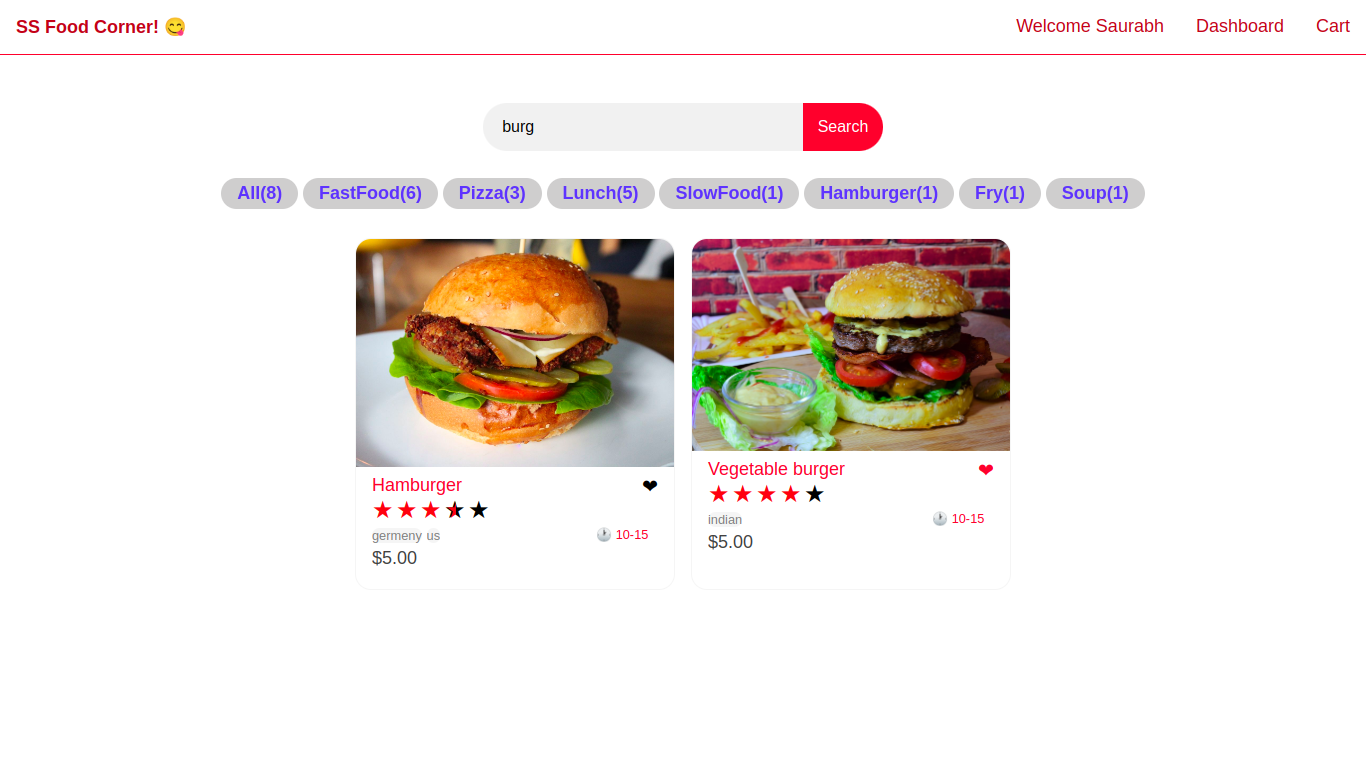 SS Food Corner! 😋
Welcome Saurabh Dashboard Cart
burg Search
All(8) FastFood(6) Pizza(3) Lunch(5) SlowFood(1) Hamburger(1) Fry(1) Soup(1)
Hamburger
germeny us
🕐 10-15
$5.00
Vegetable burger
indian
🕐 10-15
$5.00